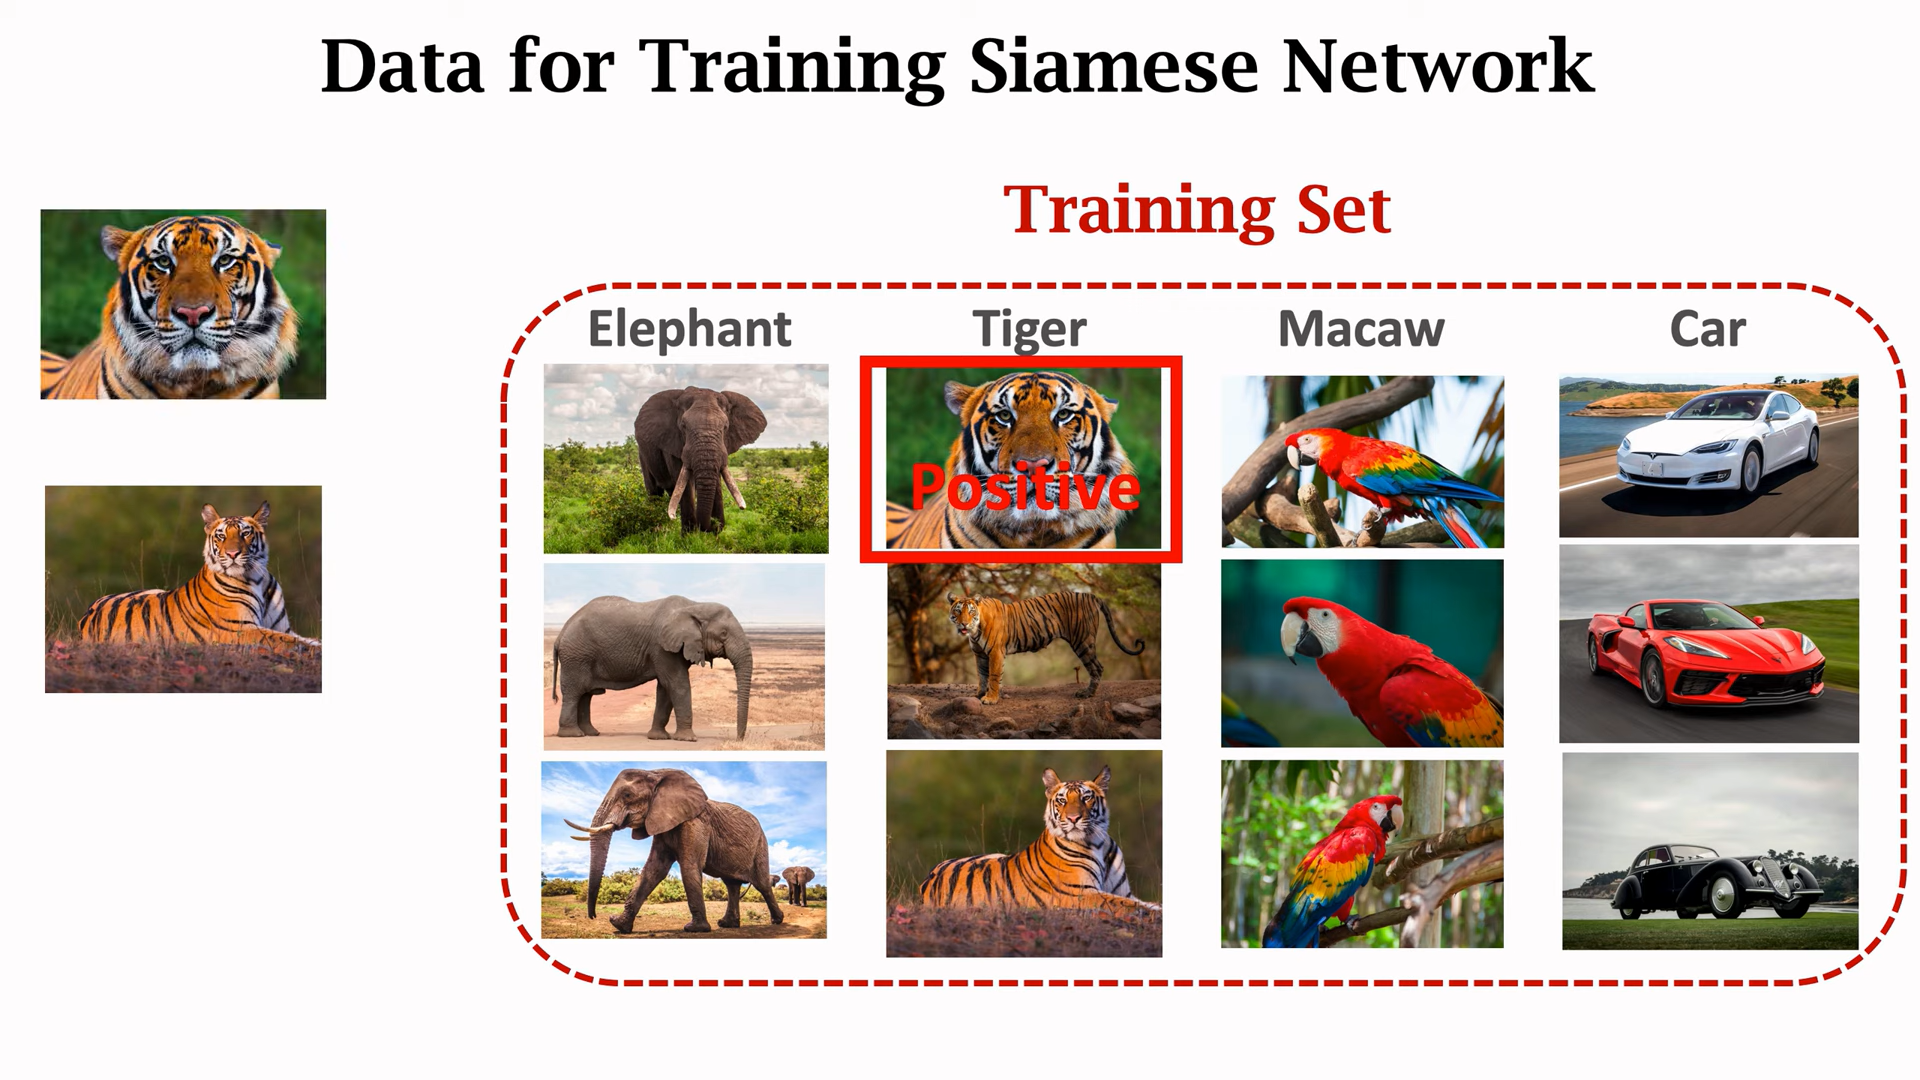 Data for Training Siamese Network
Training Set
Elephant
Tiger
Macaw
Car
Positive